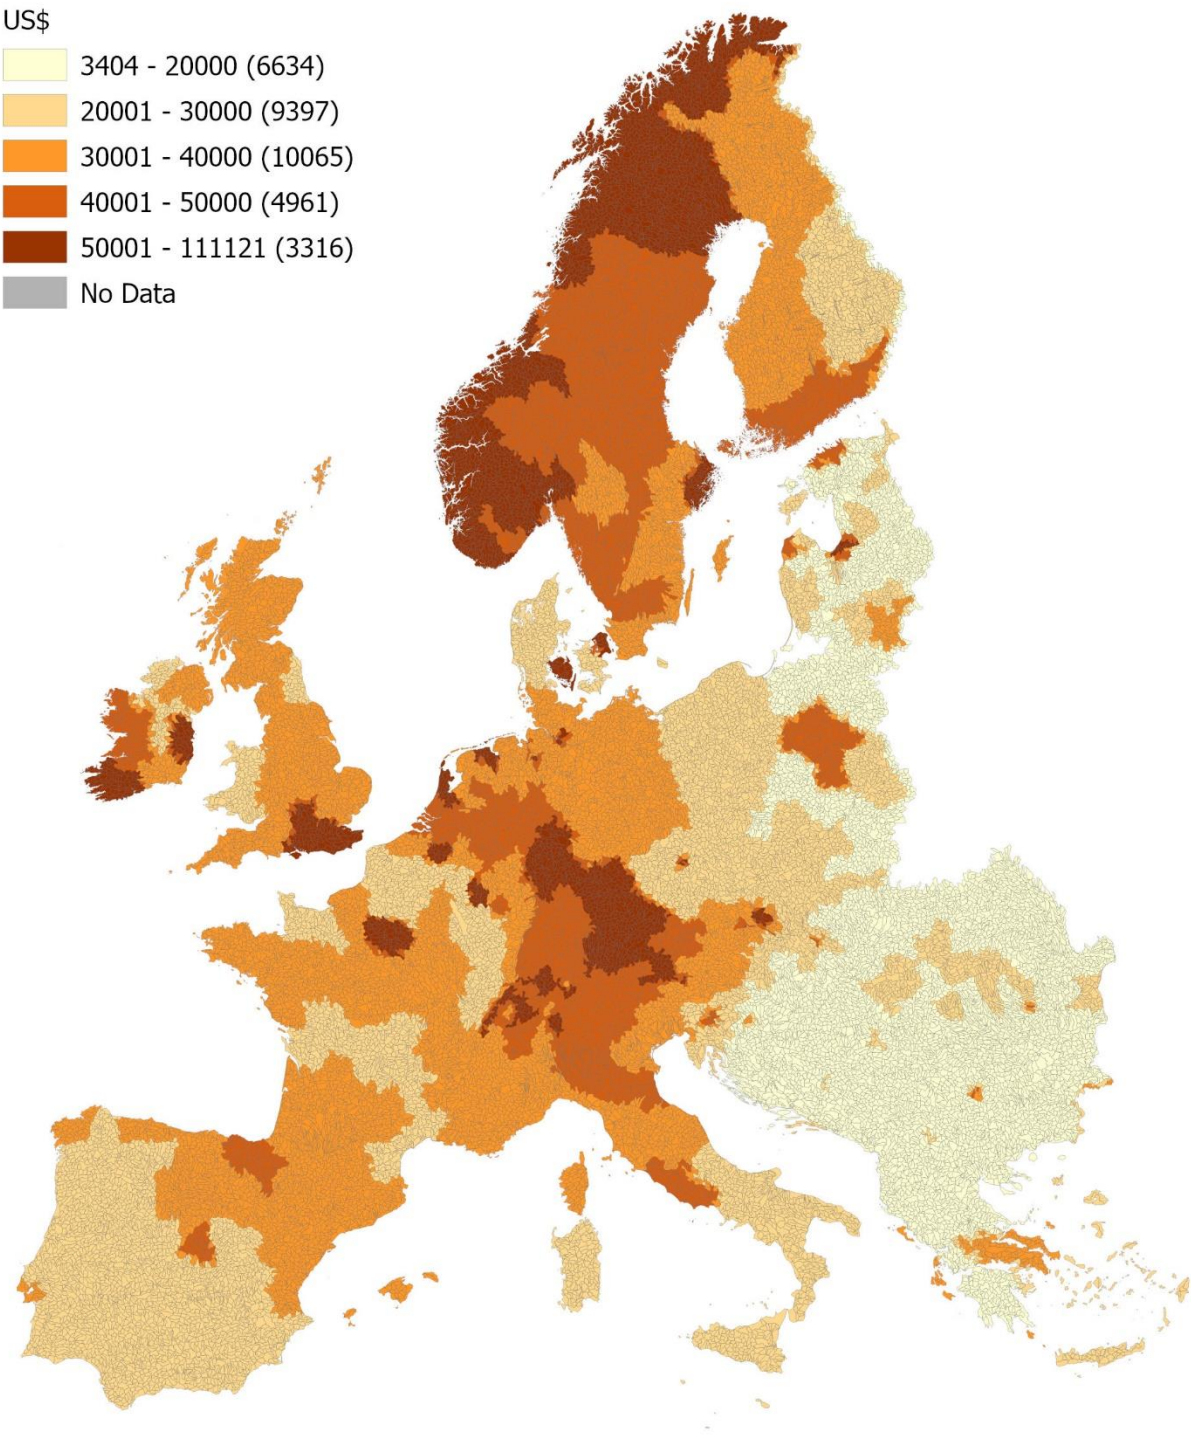 US$
3404 - 20000 (6634)
20001 - 30000 (9397)
30001 - 40000 (10065)
40001 - 50000 (4961)
50001 - 111121 (3316)
No Data